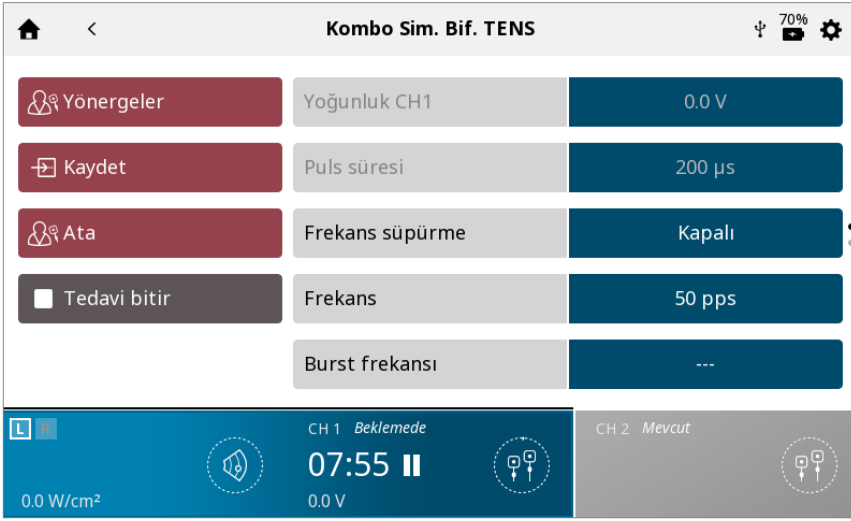 Kombo Sim. Bif. TENS
70%
Yönergeler
Yoğunluk CH1
0.0 V
Kaydet
Puls süresi
200 µs
Ata
Frekans süpürme
Kapalı
Tedavi bitir
Frekans
50 pps
Burst frekansı
---
L R
CH 1 Beklemede
CH 2 Mevcut
07:55
0.0 W/cm²
0.0 V